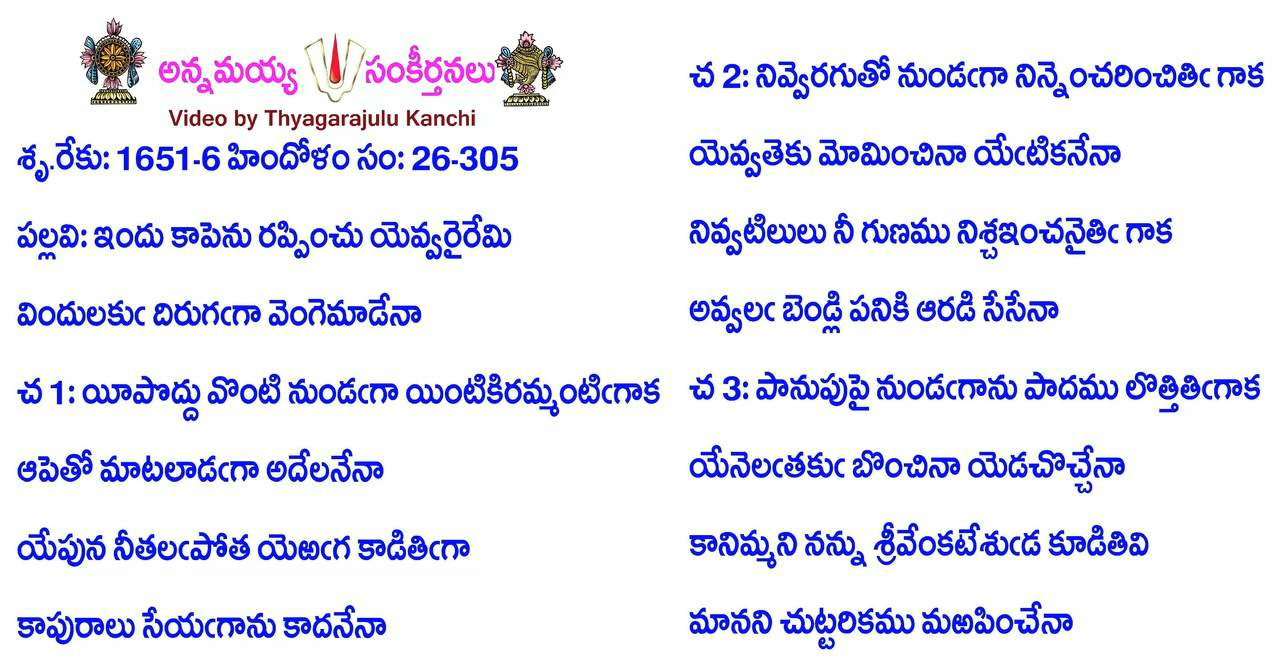 అన్నమయ్య సంకీర్తనలు
Video by Thyagarajulu Kanchi
శృ.రేకు: 1651-6 హిందోళం సం: 26-305
పల్లవి: ఇందు కాపెను రప్పించు యెవ్వరైరేమి
విందులకుఁ దిరుగఁగా వెంగెమాడేనా
చ 1: యీపొద్దు వొంటి నుండఁగా యింటికిరమ్మంటిఁగాక
ఆపెతో మాటలాడఁగా అదేలనేనా
యేపున నీతలఁపోత యెఱఁగ కాడితిఁగా
కాపురాలు సేయఁగాను కాదనేనా
చ 2: నివ్వెరగుతో నుండఁగా నిన్నెంచరించితిఁ గాక
యెవ్వతెకు మోమించినా యేఁటికనేనా
నివ్వటిలులు నీ గుణము నిశ్చఇంచనైతిఁ గాక
అవ్వలఁ బెండ్లి పనికి ఆరడి సేసేనా
చ 3: పానుపుపై నుండఁగాను పాదము లొత్తితిఁగాక
యేనెలఁతకుఁ బొంచినా యెడచొచ్చేనా
కానిమ్మని నన్ను శ్రీవేంకటేశుఁడ కూడితివి
మానని చుట్టరికము మఱపించేనా